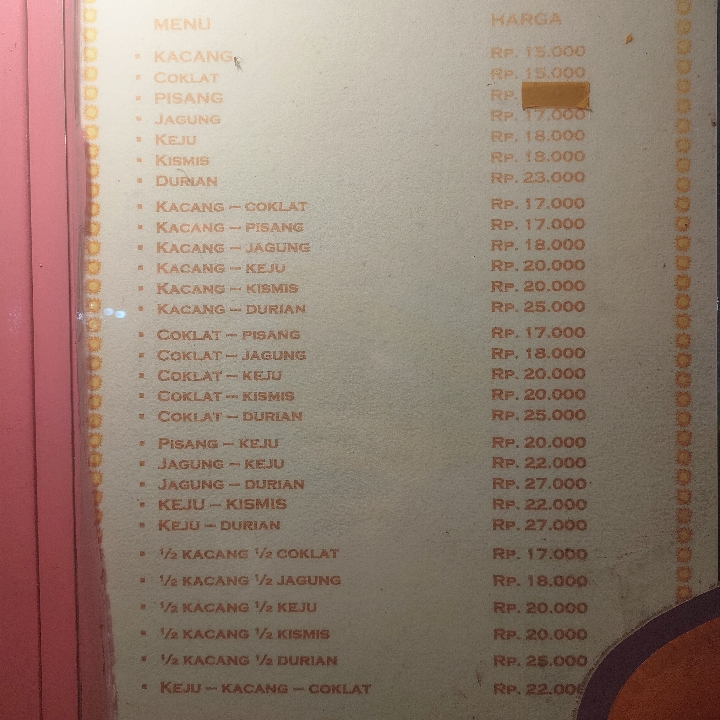 MENU HARGA
KACANG RP. 15.000
COKLAT RP. 15.000
PISANG RP.
JAGUNG RP. 17.000
KEJU RP. 18.000
KISMIS RP. 18.000
DURIAN RP. 23.000
KACANG – COKLAT RP. 17.000
KACANG – PISANG RP. 17.000
KACANG – JAGUNG RP. 18.000
KACANG – KEJU RP. 20.000
KACANG – KISMIS RP. 20.000
KACANG – DURIAN RP. 25.000
COKLAT – PISANG RP. 17.000
COKLAT – JAGUNG RP. 18.000
COKLAT – KEJU RP. 20.000
COKLAT – KISMIS RP. 20.000
COKLAT – DURIAN RP. 25.000
PISANG – KEJU RP. 20.000
JAGUNG – KEJU RP. 22.000
JAGUNG – DURIAN RP. 27.000
KEJU – KISMIS RP. 22.000
KEJU – DURIAN RP. 27.000
½ KACANG ½ COKLAT RP. 17.000
½ KACANG ½ JAGUNG RP. 18.000
½ KACANG ½ KEJU RP. 20.000
½ KACANG ½ KISMIS RP. 20.000
½ KACANG ½ DURIAN RP. 25.000
KEJU – KACANG – COKLAT RP. 22.000